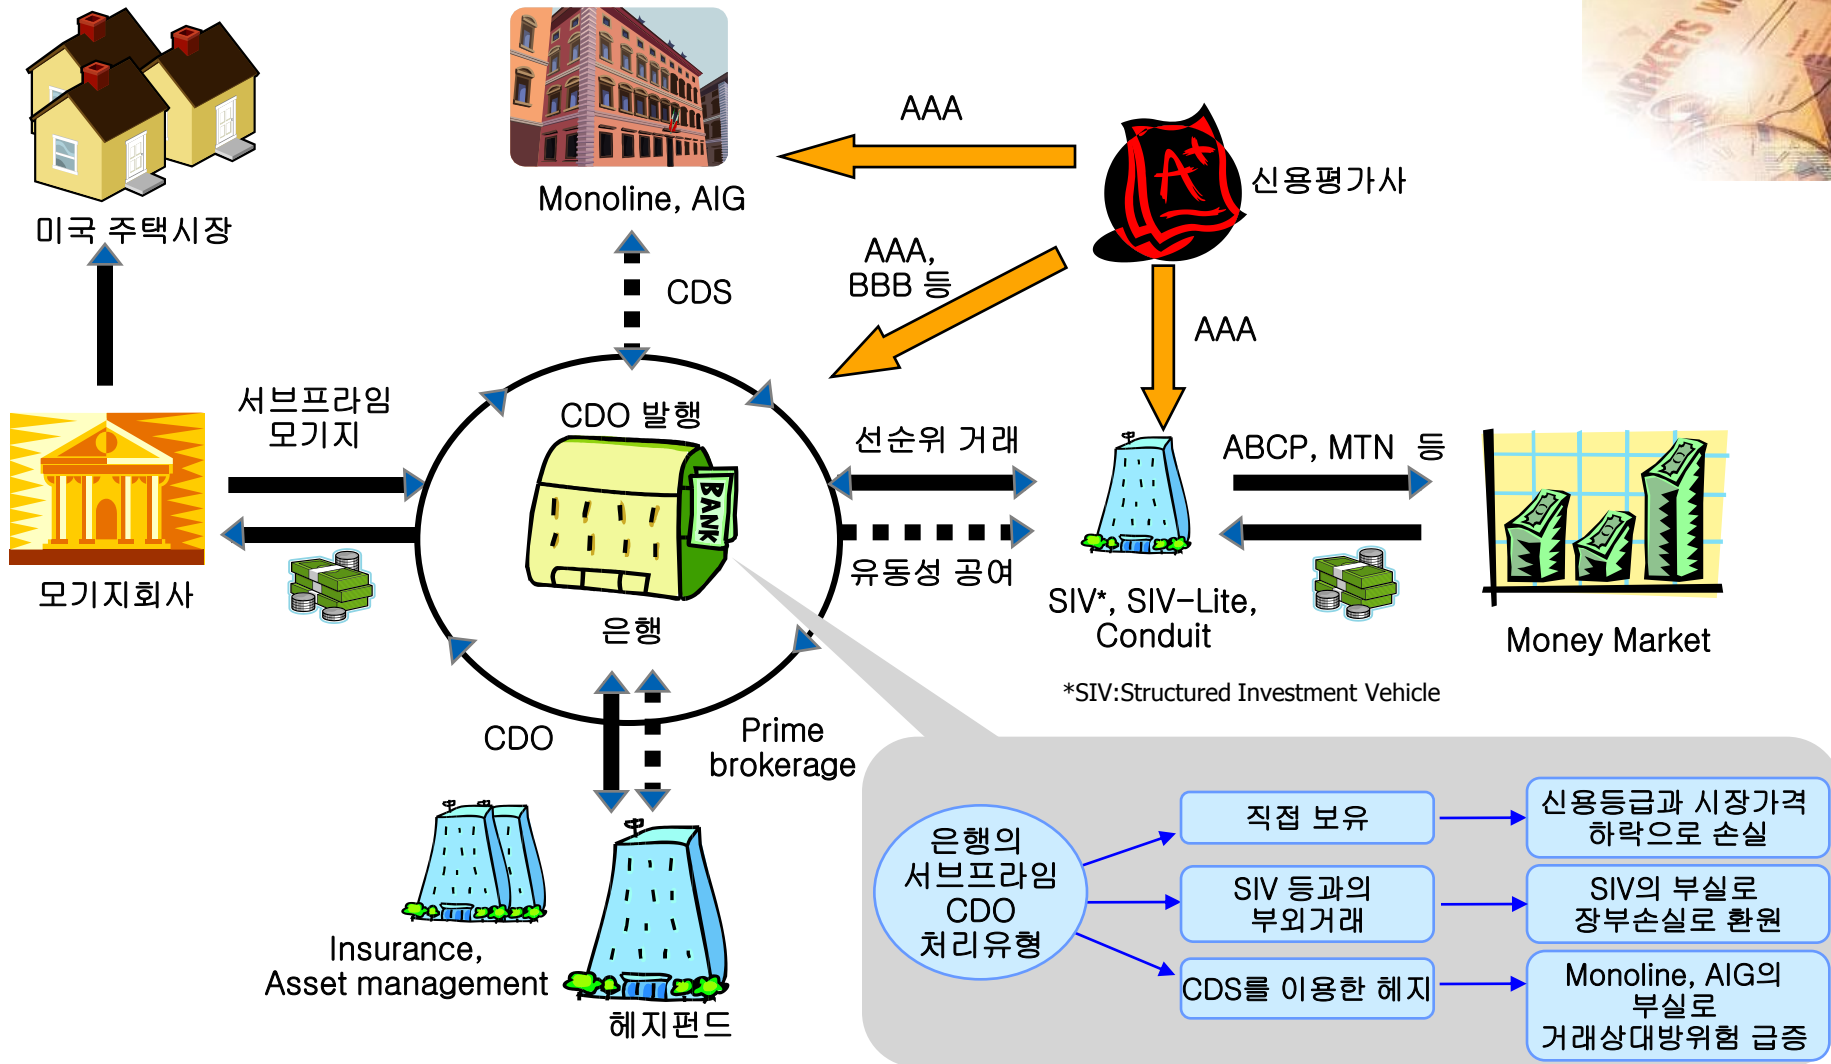 MARKETS W
AAA
신용평가사
Monoline, AIG
미국 주택시장
AAA,
BBB 등
CDS
AAA
서브프라임
모기지
CDO 발행
선순위 거래
ABCP, MTN 등
BANK
유동성 공여
모기지회사
은행
SIV*, SIV-Lite,
Conduit
Money Market
*SIV:Structured Investment Vehicle
CDO
Prime
brokerage
Insurance,
Asset management
헤지펀드
은행의
서브프라임
CDO
처리유형
직접 보유
신용등급과 시장가격
하락으로 손실
SIV 등과의
부외거래
SIV의 부실로
장부손실로 환원
CDS를 이용한 헤지
Monoline, AIG의
부실로
거래상대방위험 급증
A+